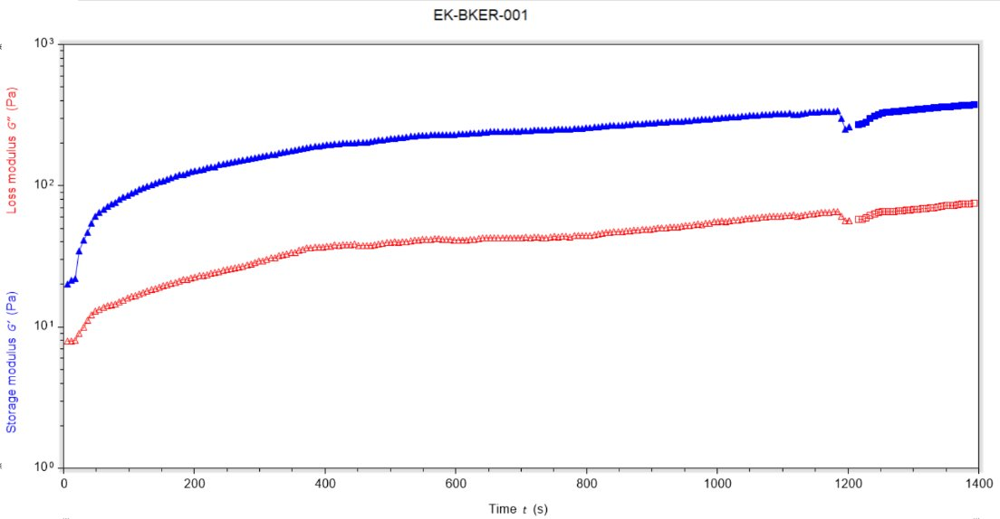 EK-BKER-001
10³
10²
10¹
10⁰
Loss modulus G″ (Pa)
Storage modulus G′ (Pa)
0 200 400 600 800 1000 1200 1400
Time t (s)